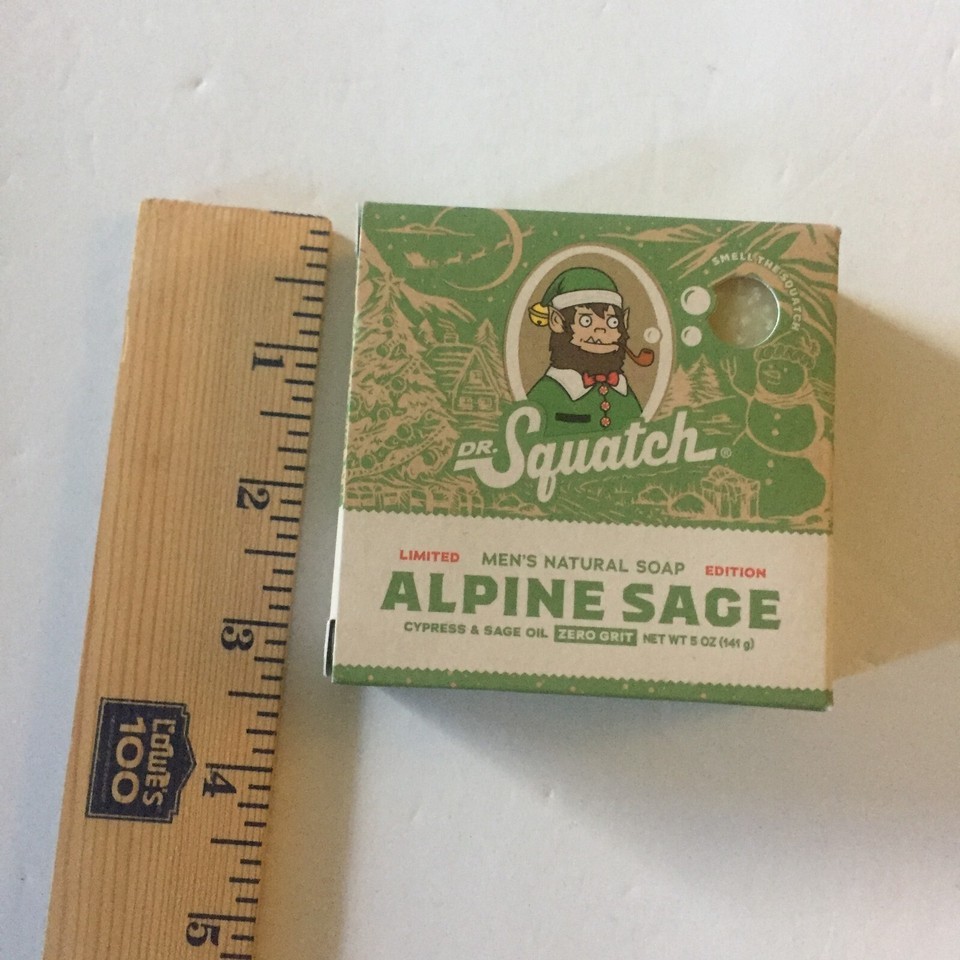 SMELL THE SQUATCH
DR. Squatch®
LIMITED MEN'S NATURAL SOAP EDITION
ALPINE SAGE
CYPRESS & SAGE OIL ZERO GRIT NET WT 5 OZ (141 g)
1
2
3
4
5
LOWE'S
100